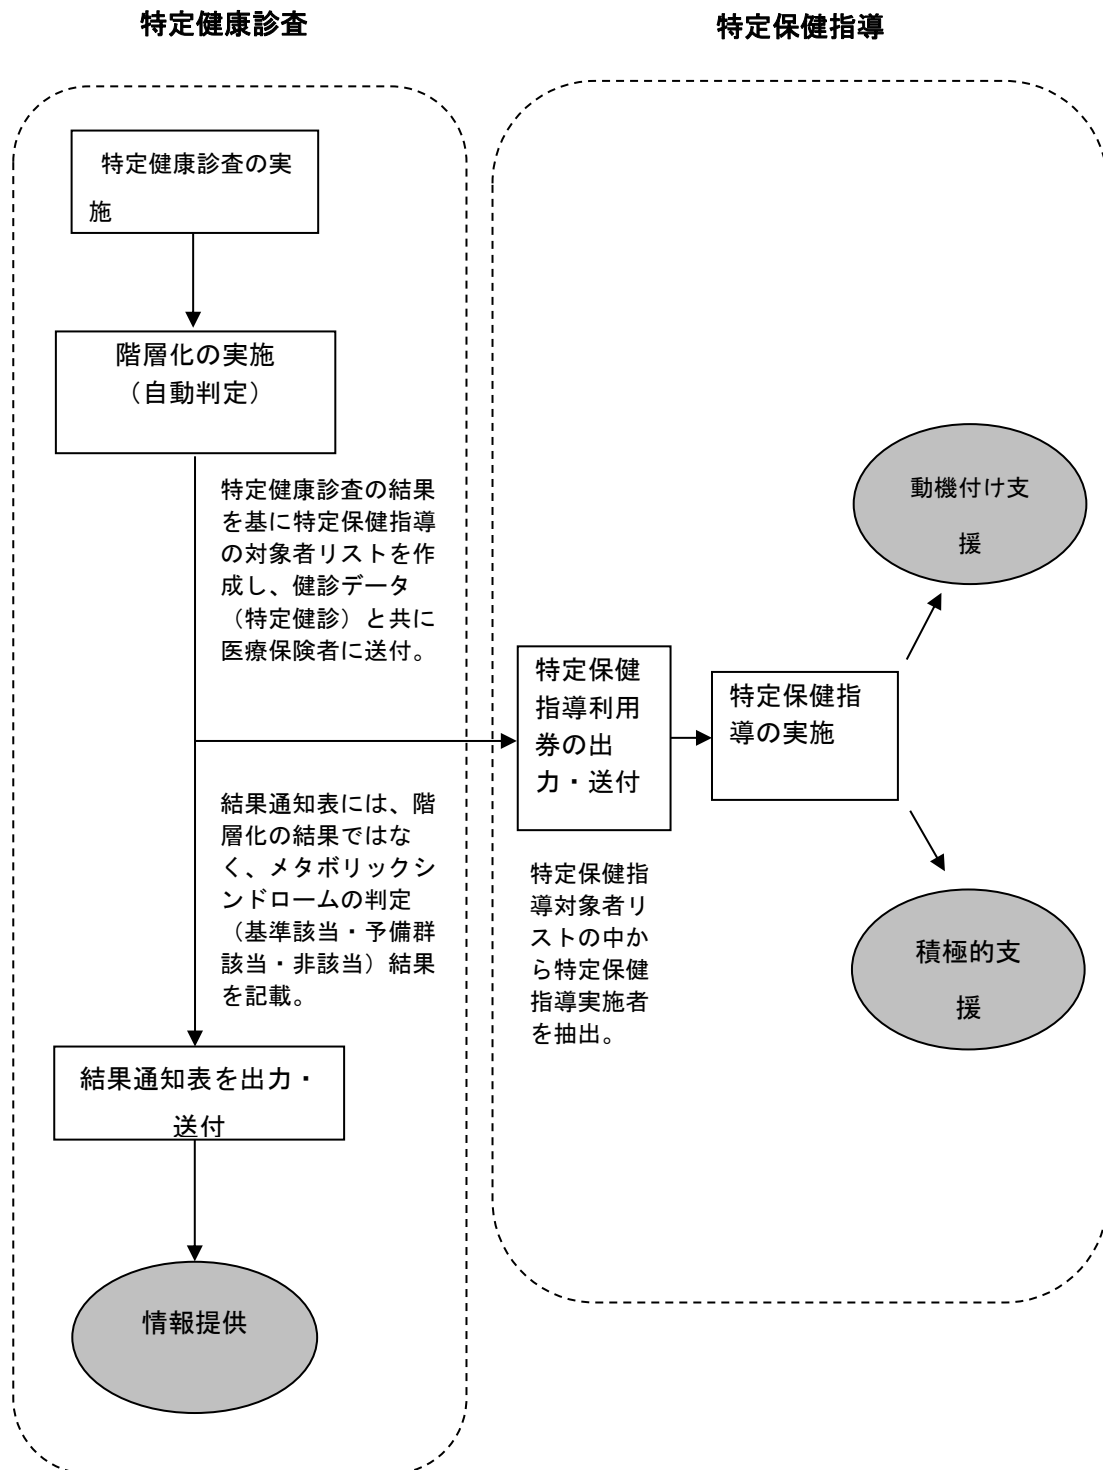 特定健康診査
特定保健指導
特定健康診査の実
施
階層化の実施
（自動判定）
特定健康診査の結果
を基に特定保健指導
の対象者リストを作
成し、健診データ
（特定健診）と共に
医療保険者に送付。
結果通知表には、階
層化の結果ではな
く、メタボリックシ
ンドロームの判定
（基準該当・予備群
該当・非該当）結果
を記載。
結果通知表を出力・
送付
情報提供
特定保健
指導利用
券の出
力・送付
特定保健指
導対象者リ
ストの中か
ら特定保健
指導実施者
を抽出。
特定保健指
導の実施
動機付け支
援
積極的支
援